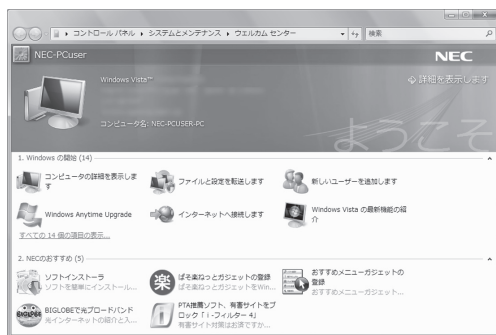 コントロール パネル ▸ システムとメンテナンス ▸ ウエルカム センター
検索
NEC-PCuser
NEC
Windows Vista™
詳細を表示します
コンピュータ名: NEC-PCUSER-PC
ようこそ
1. Windows の開始 (14)
コンピュータの詳細を表示しま
す
ファイルと設定を転送します
新しいユーザーを追加します
Windows Anytime Upgrade
インターネットへ接続します
Windows Vista の最新機能の紹
介
すべての 14 個の項目の表示...
2. NECのおすすめ (5)
ソフトインストーラ
ソフトを簡単にインストール...
楽
ぱそ楽ねっとガジェットの登録
ぱそ楽ねっとガジェットをWin...
おすすめメニューガジェットの
登録
おすすめメニューガジェット...
BIGLOBE
BIGLOBEで光ブロードバンド
光インターネットの紹介と入...
PTA推薦ソフト、有害サイトをブ
ロック「 i -フィルター 4」
有害サイト対策はお済ですか...